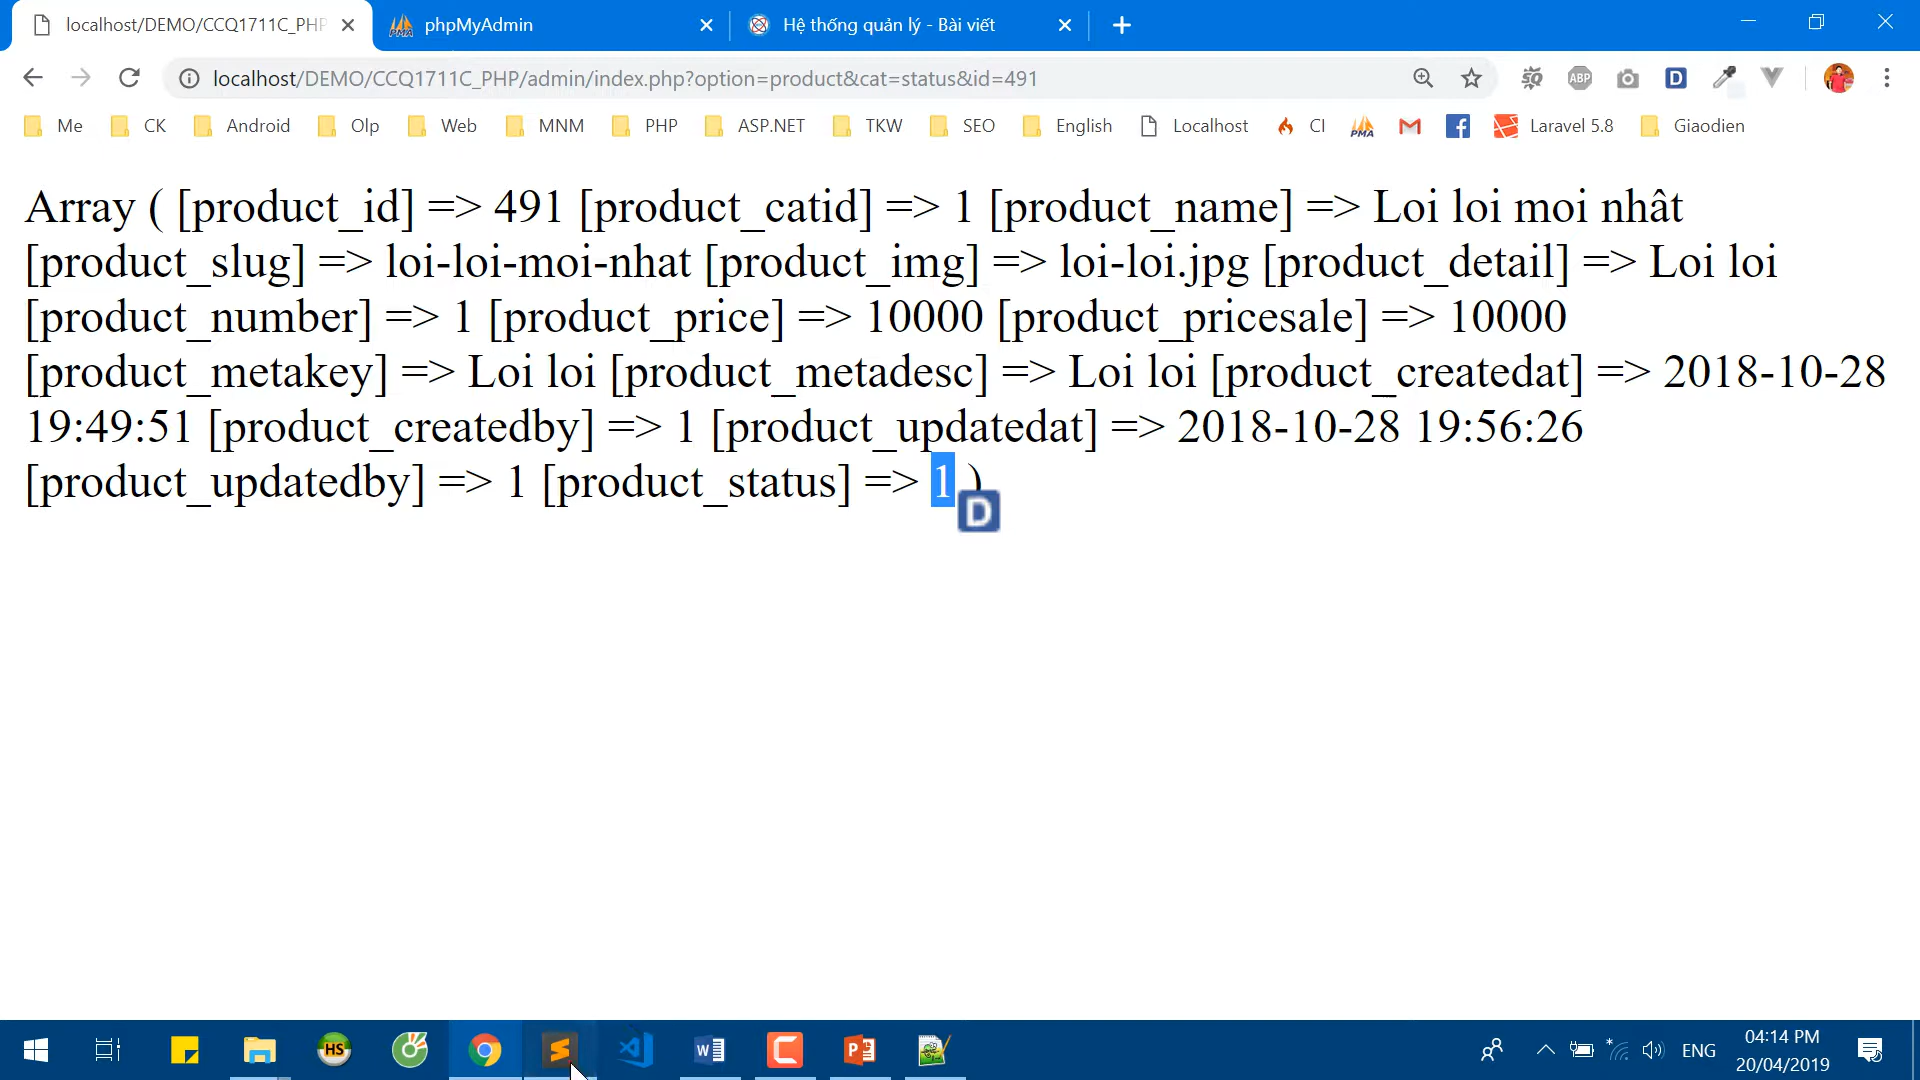 localhost/DEMO/CCQ1711C_PHP
phpMyAdmin
Hệ thống quản lý - Bài viết
localhost/DEMO/CCQ1711C_PHP/admin/index.php?option=product&cat=status&id=491
ABP
D
Me
CK
Android
Olp
Web
MNM
PHP
ASP.NET
TKW
SEO
English
Localhost
CI
PMA
Laravel 5.8
Giaodien
Array ( [product_id] => 491 [product_catid] => 1 [product_name] => Loi loi moi nhât
[product_slug] => loi-loi-moi-nhat [product_img] => loi-loi.jpg [product_detail] => Loi loi
[product_number] => 1 [product_price] => 10000 [product_pricesale] => 10000
[product_metakey] => Loi loi [product_metadesc] => Loi loi [product_createdat] => 2018-10-28
19:49:51 [product_createdby] => 1 [product_updatedat] => 2018-10-28 19:56:26
[product_updatedby] => 1 [product_status] => 1 )
D
HS
ENG
04:14 PM
20/04/2019